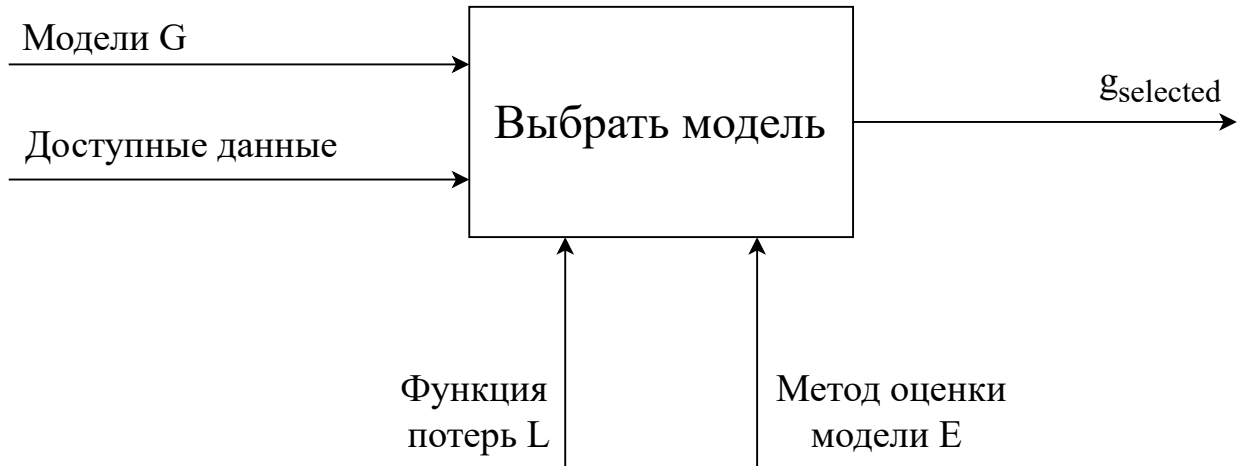 Модели G
Доступные данные
Выбрать модель
gselected
Функция
потерь L
Метод оценки
модели E